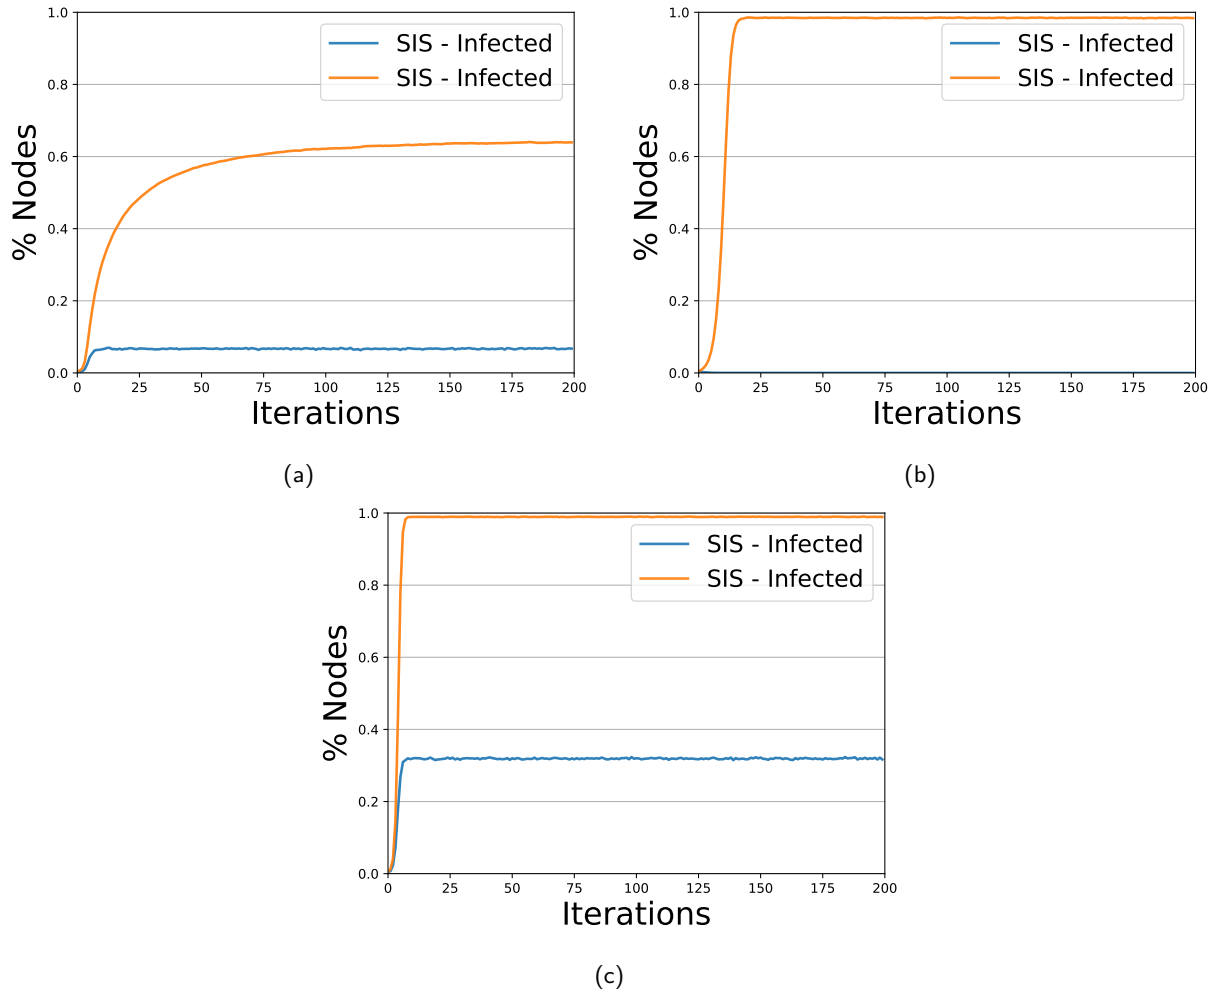 1.0
0.8
0.6
0.4
0.2
0.0
% Nodes
SIS - Infected
SIS - Infected
0 25 50 75 100 125 150 175 200
Iterations
(a)
1.0
0.8
0.6
0.4
0.2
0.0
% Nodes
SIS - Infected
SIS - Infected
0 25 50 75 100 125 150 175 200
Iterations
(b)
1.0
0.8
0.6
0.4
0.2
0.0
% Nodes
SIS - Infected
SIS - Infected
0 25 50 75 100 125 150 175 200
Iterations
(c)